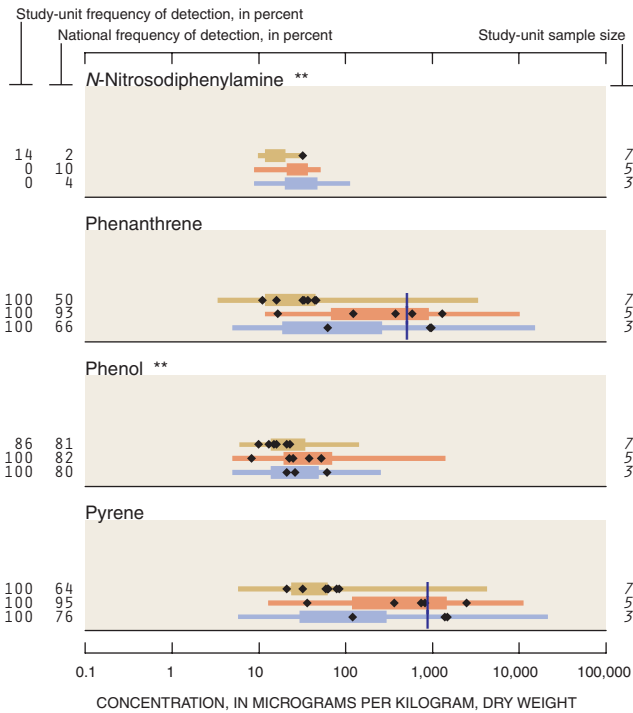 Study-unit frequency of detection, in percent
National frequency of detection, in percent
Study-unit sample size
N-Nitrosodiphenylamine **
14 2 7
0 10 5
0 4 3
Phenanthrene
100 50 7
100 93 5
100 66 3
Phenol **
86 81 7
100 82 5
100 80 3
Pyrene
100 64 7
100 95 5
100 76 3
0.1 1 10 100 1,000 10,000 100,000
CONCENTRATION, IN MICROGRAMS PER KILOGRAM, DRY WEIGHT